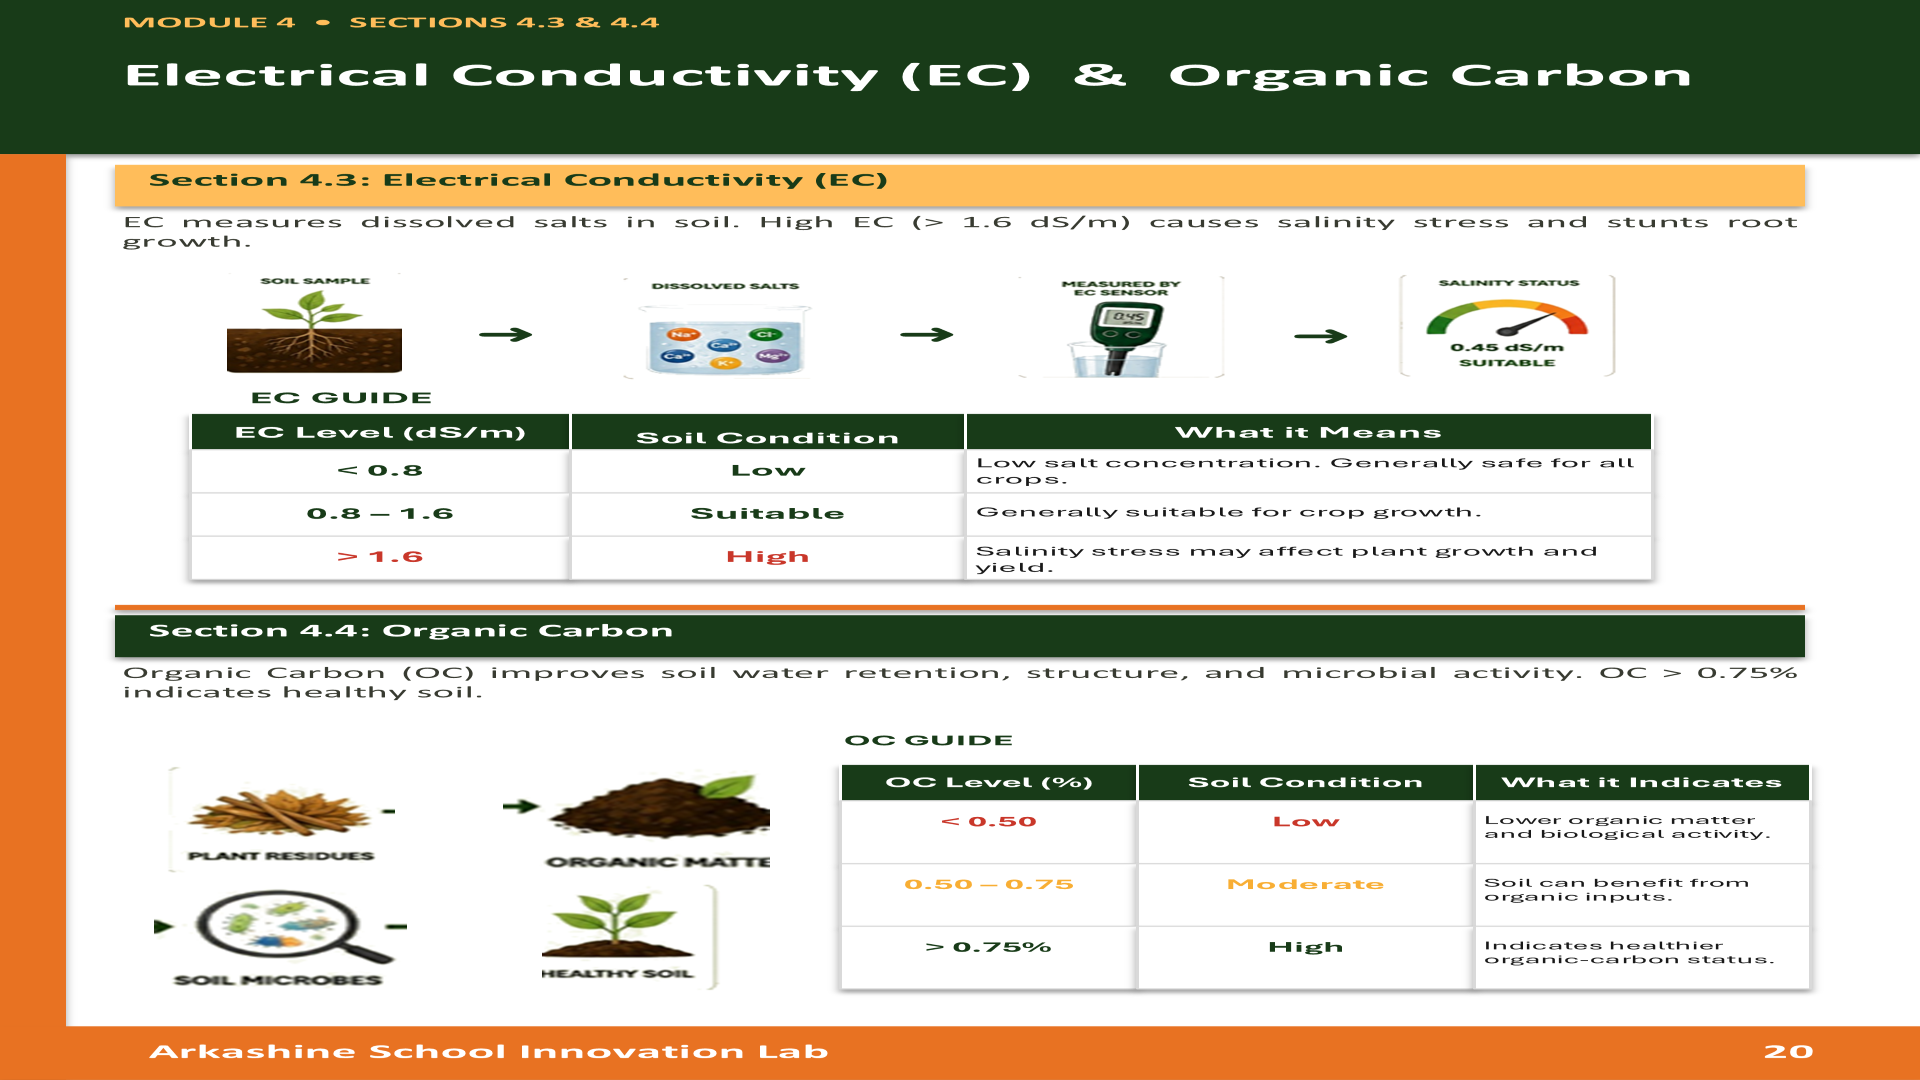 MODULE 4 • SECTIONS 4.3 & 4.4
Electrical Conductivity (EC) & Organic Carbon
Section 4.3: Electrical Conductivity (EC)
EC measures dissolved salts in soil. High EC (> 1.6 dS/m) causes salinity stress and stunts root
growth.
SOIL SAMPLE
DISSOLVED SALTS
Na⁺
Cl⁻
Ca²⁺
Ca²⁺
K⁺
Mg²⁺
MEASURED BY
EC SENSOR
0.45
SALINITY STATUS
0.45 dS/m
SUITABLE
EC GUIDE
EC Level (dS/m) Soil Condition What it Means
< 0.8 Low Low salt concentration. Generally safe for all
crops.
0.8 – 1.6 Suitable Generally suitable for crop growth.
> 1.6 High Salinity stress may affect plant growth and
yield.
Section 4.4: Organic Carbon
Organic Carbon (OC) improves soil water retention, structure, and microbial activity. OC > 0.75%
indicates healthy soil.
PLANT RESIDUES
ORGANIC MATTE
SOIL MICROBES
HEALTHY SOIL
OC GUIDE
OC Level (%) Soil Condition What it Indicates
< 0.50 Low Lower organic matter
and biological activity.
0.50 – 0.75 Moderate Soil can benefit from
organic inputs.
> 0.75% High Indicates healthier
organic-carbon status.
Arkashine School Innovation Lab
20